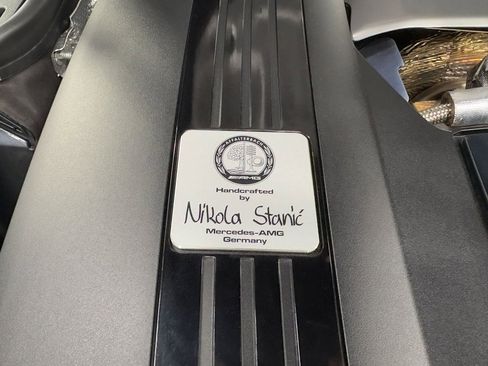 AFFALTERBACH
AMG
Handcrafted
by
Nikola Stanić
Mercedes-AMG
Germany